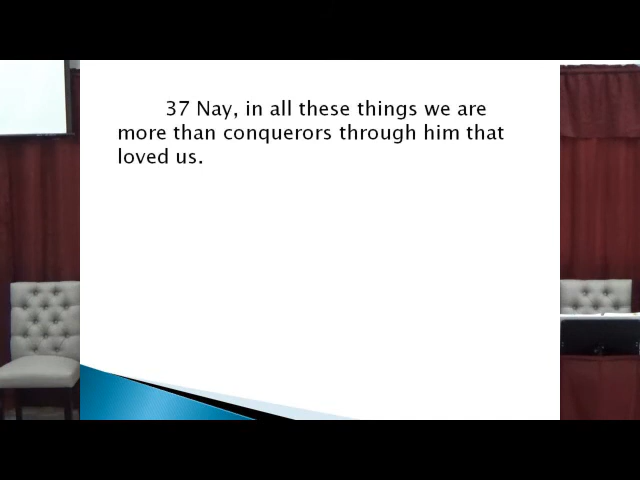 37 Nay, in all these things we are
more than conquerors through him that
loved us.